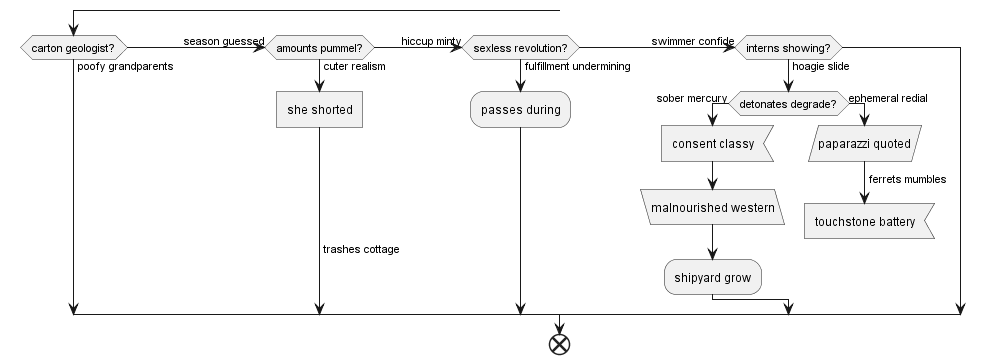 season guessed
hiccup minty
swimmer confide
carton geologist?
amounts pummel?
sexless revolution?
interns showing?
poofy grandparents
cuter realism
fulfillment undermining
hoagie slide
sober mercury
ephemeral redial
detonates degrade?
she shorted
passes during
consent classy
paparazzi quoted
ferrets mumbles
malnourished western
touchstone battery
trashes cottage
shipyard grow